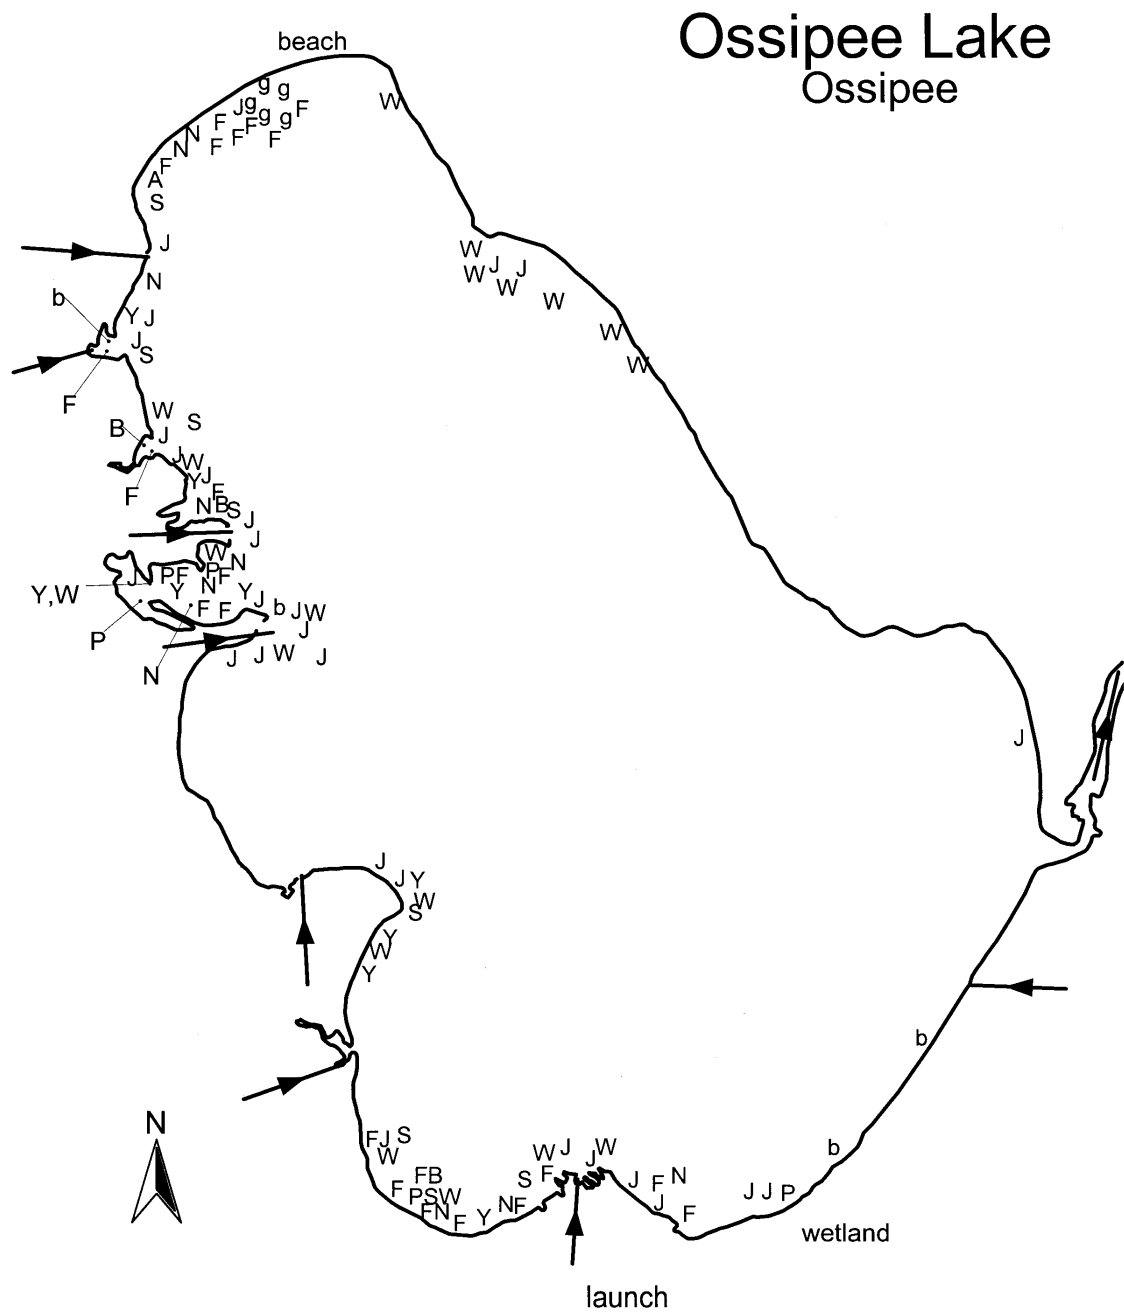 Ossipee Lake
Ossipee
beach
g g
W
J g g F
F F g
N F F
N F
F
A
S
J
W
J J
N
W W
b
W
Y J
W
J
S
W
F
W S
B
J
J W
Y J
F
F
N B S
J
J
W
N
J P F P F
Y,W
Y N Y
J
F F b J W
P
J
J J W J
N
J
J
J Y
W
S
Y
W
Y
b
N
F J S
W
W J J W
b
F B
F
S
F P S W
J F N
J J P
F N
N F
J
F Y
F
wetland
launch